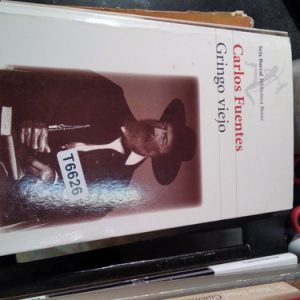 Seix Barral Biblioteca Breve
Carlos Fuentes
Gringo viejo
T6626